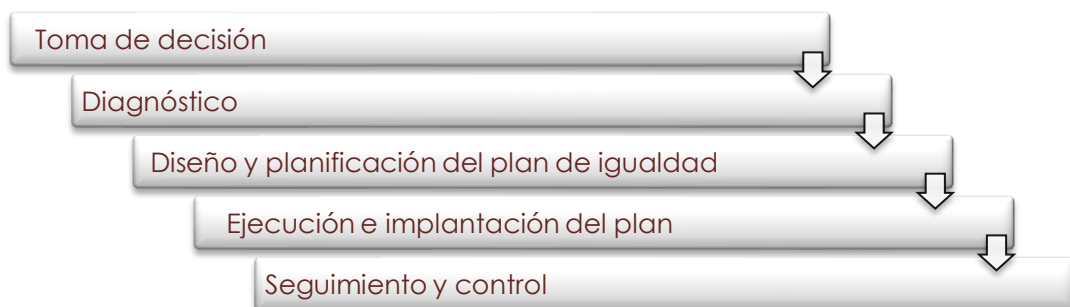 Toma de decisión
Diagnóstico
Diseño y planificación del plan de igualdad
Ejecución e implantación del plan
Seguimiento y control